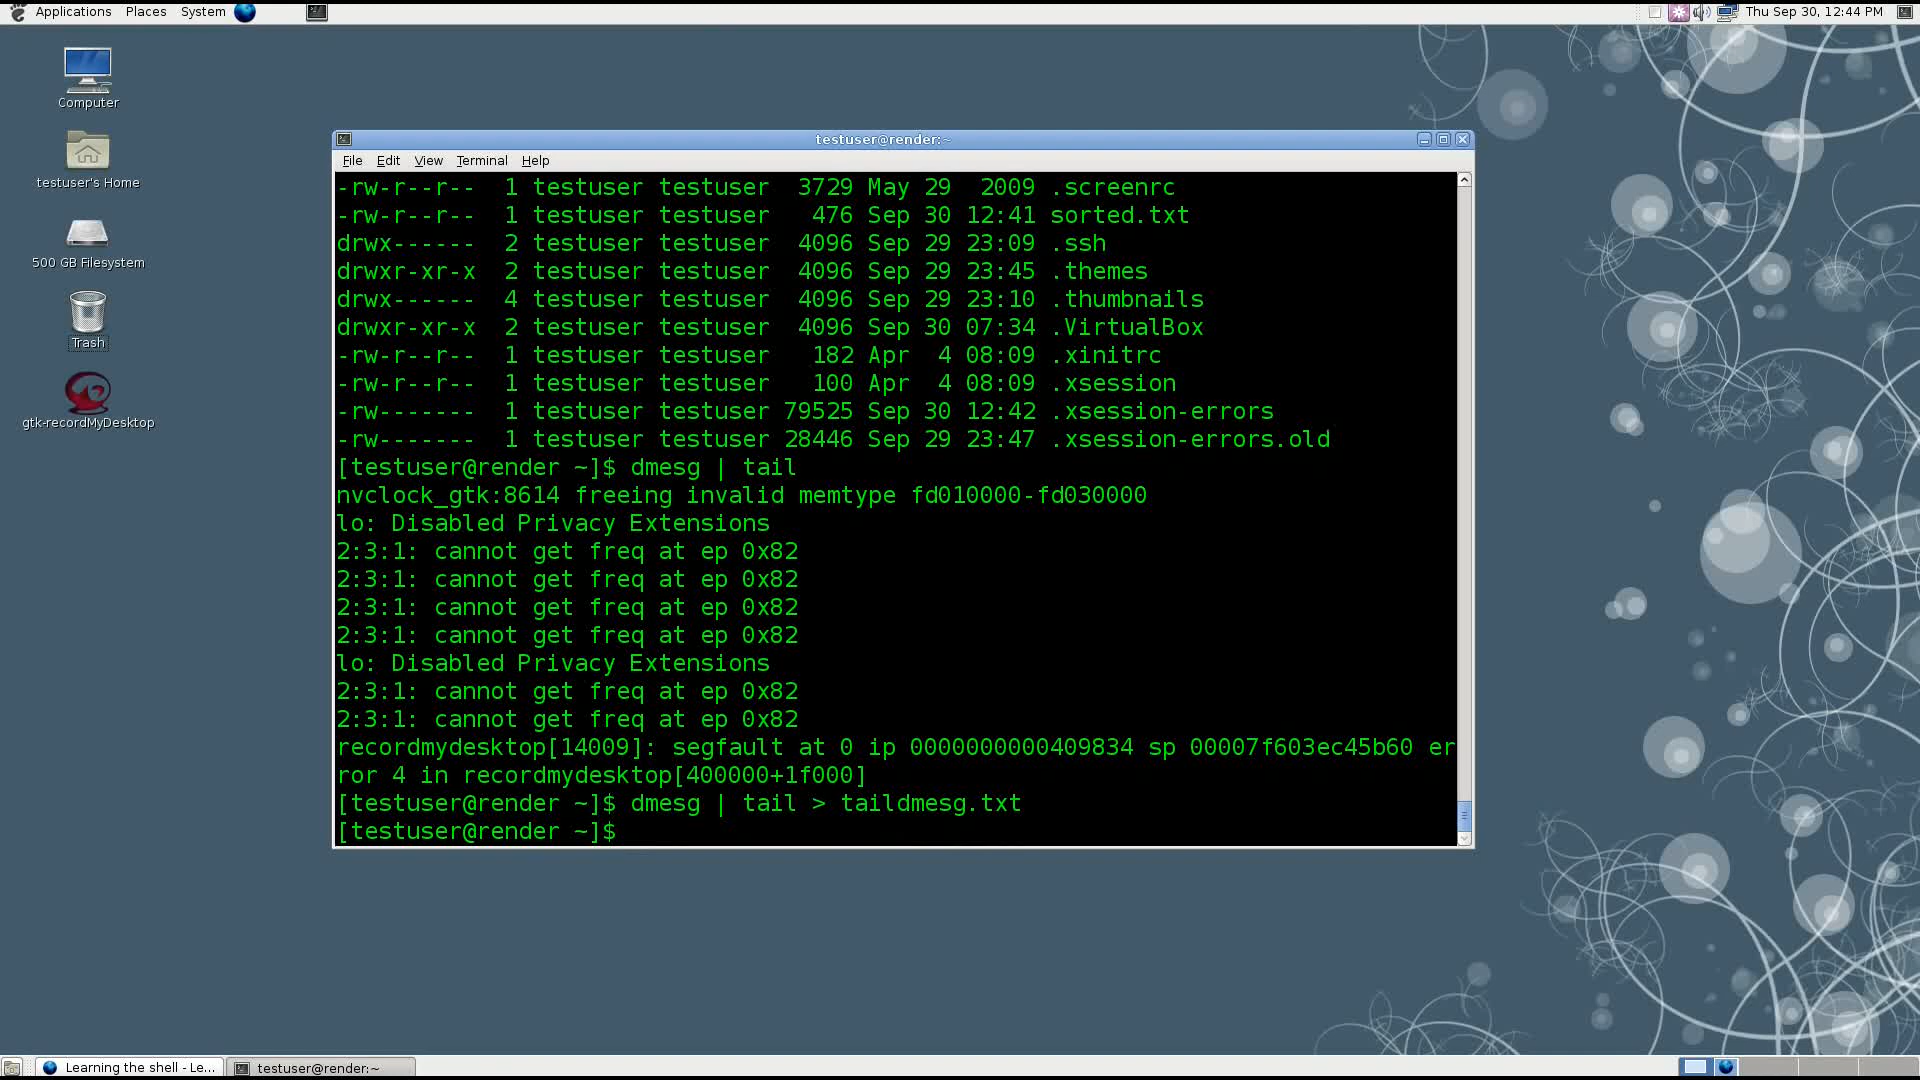 Applications Places System Thu Sep 30, 12:44 PM
Computer
testuser's Home
500 GB Filesystem
Trash
gtk-recordMyDesktop
testuser@render:~
File Edit View Terminal Help
-rw-r--r--  1 testuser testuser  3729 May 29  2009 .screenrc
-rw-r--r--  1 testuser testuser   476 Sep 30 12:41 sorted.txt
drwx------  2 testuser testuser  4096 Sep 29 23:09 .ssh
drwxr-xr-x  2 testuser testuser  4096 Sep 29 23:45 .themes
drwx------  4 testuser testuser  4096 Sep 29 23:10 .thumbnails
drwxr-xr-x  2 testuser testuser  4096 Sep 30 07:34 .VirtualBox
-rw-r--r--  1 testuser testuser   182 Apr  4 08:09 .xinitrc
-rw-r--r--  1 testuser testuser   100 Apr  4 08:09 .xsession
-rw-------  1 testuser testuser 79525 Sep 30 12:42 .xsession-errors
-rw-------  1 testuser testuser 28446 Sep 29 23:47 .xsession-errors.old
[testuser@render ~]$ dmesg | tail
nvclock_gtk:8614 freeing invalid memtype fd010000-fd030000
lo: Disabled Privacy Extensions
2:3:1: cannot get freq at ep 0x82
2:3:1: cannot get freq at ep 0x82
2:3:1: cannot get freq at ep 0x82
2:3:1: cannot get freq at ep 0x82
lo: Disabled Privacy Extensions
2:3:1: cannot get freq at ep 0x82
2:3:1: cannot get freq at ep 0x82
recordmydesktop[14009]: segfault at 0 ip 0000000000409834 sp 00007f603ec45b60 er
ror 4 in recordmydesktop[400000+1f000]
[testuser@render ~]$ dmesg | tail > taildmesg.txt
[testuser@render ~]$
Learning the shell - Le... testuser@render:~